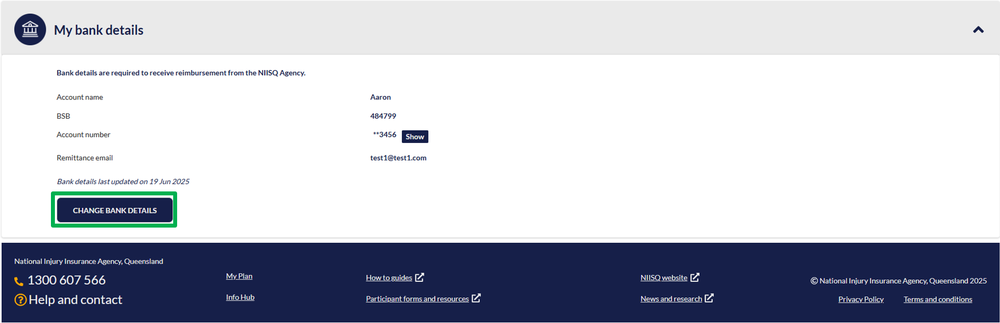 My bank details
Bank details are required to receive reimbursement from the NIISQ Agency.
Account name Aaron
BSB 484799
Account number **3456 Show
Remittance email test1@test1.com
Bank details last updated on 19 Jun 2025
CHANGE BANK DETAILS
National Injury Insurance Agency, Queensland
1300 607 566
Help and contact
My Plan
Info Hub
How to guides
Participant forms and resources
NIISQ website
News and research
© National Injury Insurance Agency, Queensland 2025
Privacy Policy Terms and conditions